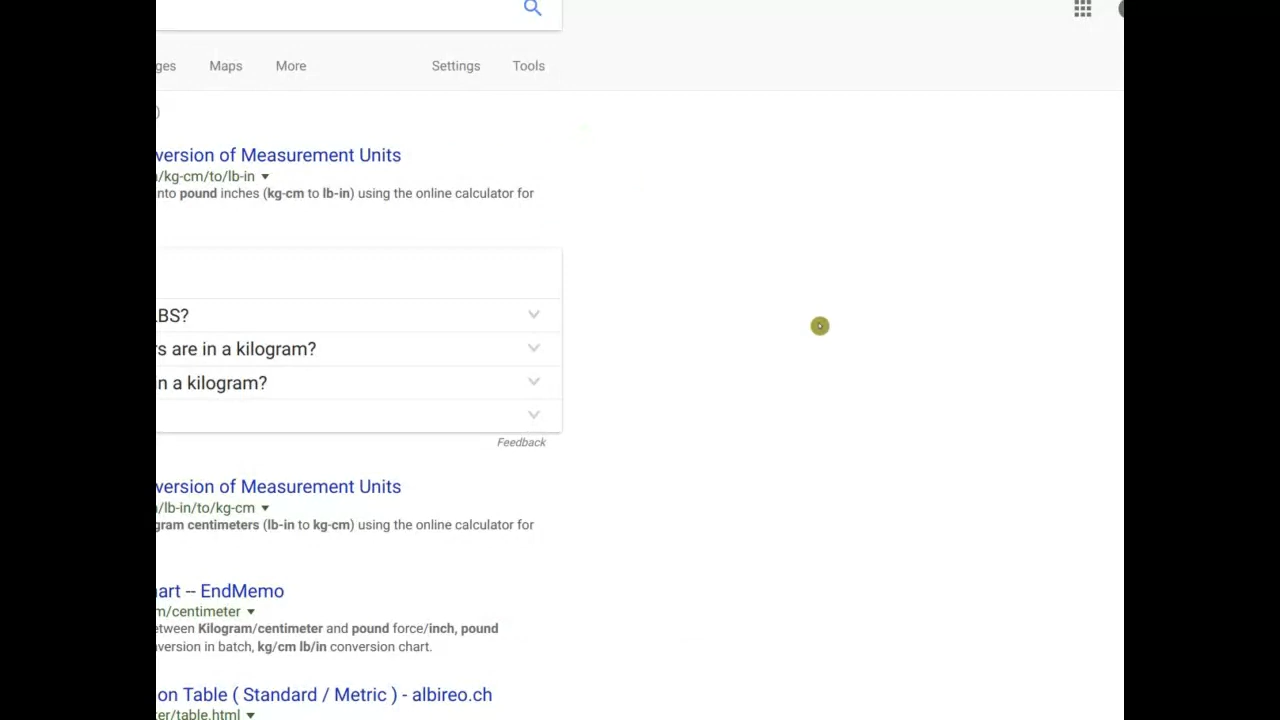 ges Maps More Settings Tools
)
version of Measurement Units
/kg-cm/to/lb-in
into pound inches (kg-cm to lb-in) using the online calculator for
LBS?
rs are in a kilogram?
in a kilogram?
Feedback
version of Measurement Units
/lb-in/to/kg-cm
gram centimeters (lb-in to kg-cm) using the online calculator for
art -- EndMemo
m/centimeter
etween Kilogram/centimeter and pound force/inch, pound
version in batch, kg/cm lb/in conversion chart.
on Table ( Standard / Metric ) - albireo.ch
er/table.html